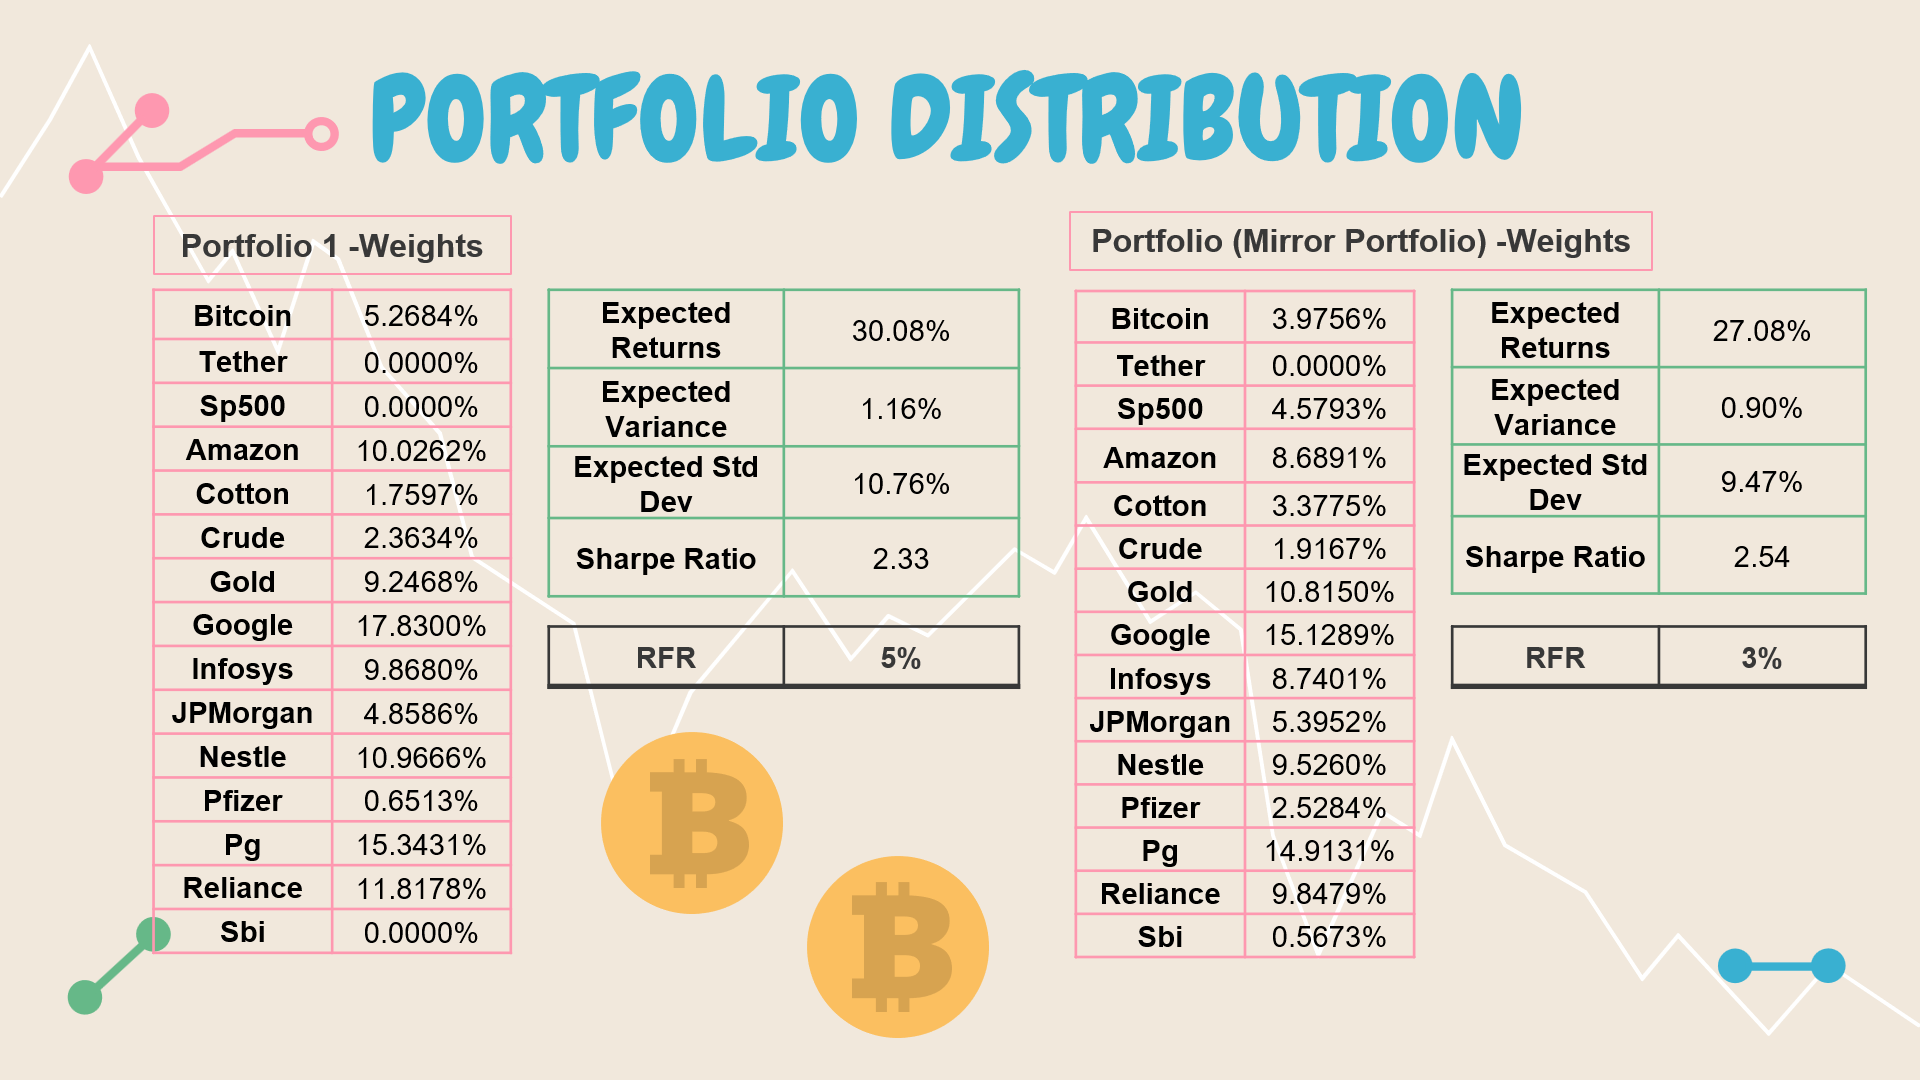 PORTFOLIO DISTRIBUTION
Portfolio 1 -Weights
Bitcoin 5.2684%
Tether 0.0000%
Sp500 0.0000%
Amazon 10.0262%
Cotton 1.7597%
Crude 2.3634%
Gold 9.2468%
Google 17.8300%
Infosys 9.8680%
JPMorgan 4.8586%
Nestle 10.9666%
Pfizer 0.6513%
Pg 15.3431%
Reliance 11.8178%
Sbi 0.0000%
Expected
Returns 30.08%
Expected
Variance 1.16%
Expected Std
Dev 10.76%
Sharpe Ratio 2.33
RFR 5%
Portfolio (Mirror Portfolio) -Weights
Bitcoin 3.9756%
Tether 0.0000%
Sp500 4.5793%
Amazon 8.6891%
Cotton 3.3775%
Crude 1.9167%
Gold 10.8150%
Google 15.1289%
Infosys 8.7401%
JPMorgan 5.3952%
Nestle 9.5260%
Pfizer 2.5284%
Pg 14.9131%
Reliance 9.8479%
Sbi 0.5673%
Expected
Returns 27.08%
Expected
Variance 0.90%
Expected Std
Dev 9.47%
Sharpe Ratio 2.54
RFR 3%